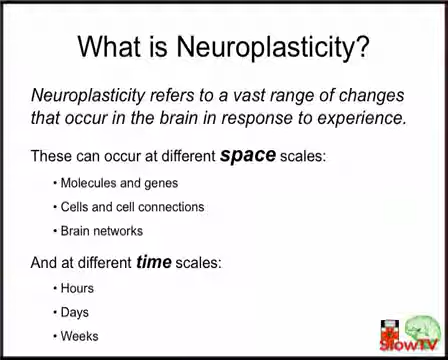 What is Neuroplasticity?
Neuroplasticity refers to a vast range of changes
that occur in the brain in response to experience.
These can occur at different space scales:
• Molecules and genes
• Cells and cell connections
• Brain networks
And at different time scales:
• Hours
• Days
• Weeks
SlowTV